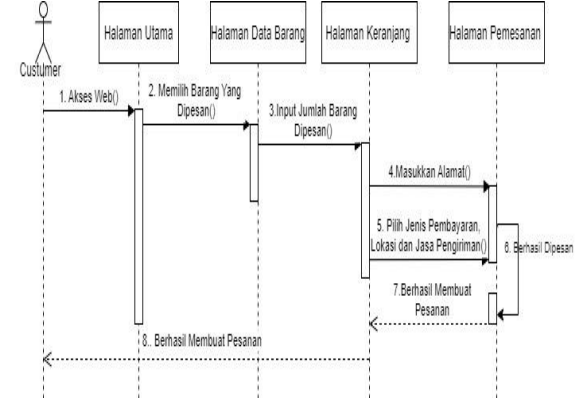 Halaman Utama
Halaman Data Barang
Halaman Keranjang
Halaman Pemesanan
Custumer
1. Akses Web()
2. Memilih Barang Yang
Dipesan()
3.Input Jumlah Barang
Dipesan()
4.Masukkan Alamat()
5. Pilih Jenis Pembayaran,
Lokasi dan Jasa Pengiriman()
6. Berhasil Dipesan
7.Berhasil Membuat
Pesanan
8.. Berhasil Membuat Pesanan